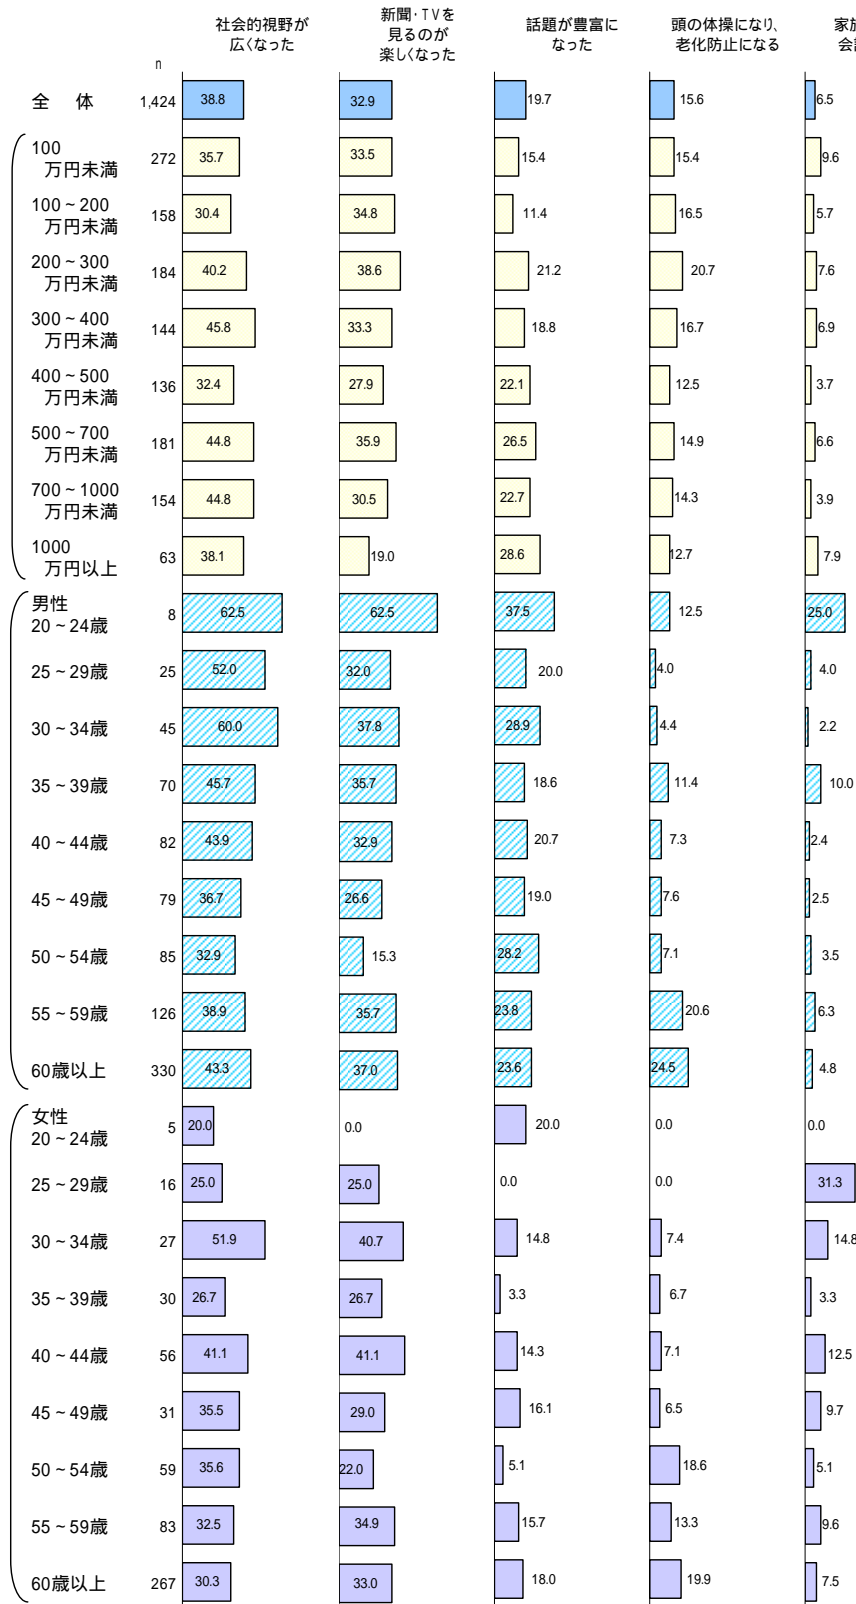 社会的視野が
広くなった
新聞・TVを
見るのが
楽しくなった
話題が豊富に
なった
頭の体操になり、
老化防止になる
家族
会話
n
全 体 1,424 38.8 32.9 19.7 15.6 6.5
100
万円未満 272 35.7 33.5 15.4 15.4 9.6
100~200
万円未満 158 30.4 34.8 11.4 16.5 5.7
200~300
万円未満 184 40.2 38.6 21.2 20.7 7.6
300~400
万円未満 144 45.8 33.3 18.8 16.7 6.9
400~500
万円未満 136 32.4 27.9 22.1 12.5 3.7
500~700
万円未満 181 44.8 35.9 26.5 14.9 6.6
700~1000
万円未満 154 44.8 30.5 22.7 14.3 3.9
1000
万円以上 63 38.1 19.0 28.6 12.7 7.9
男性
20~24歳 8 62.5 62.5 37.5 12.5 25.0
25~29歳 25 52.0 32.0 20.0 4.0 4.0
30~34歳 45 60.0 37.8 28.9 4.4 2.2
35~39歳 70 45.7 35.7 18.6 11.4 10.0
40~44歳 82 43.9 32.9 20.7 7.3 2.4
45~49歳 79 36.7 26.6 19.0 7.6 2.5
50~54歳 85 32.9 15.3 28.2 7.1 3.5
55~59歳 126 38.9 35.7 23.8 20.6 6.3
60歳以上 330 43.3 37.0 23.6 24.5 4.8
女性
20~24歳 5 20.0 0.0 20.0 0.0 0.0
25~29歳 16 25.0 25.0 0.0 0.0 31.3
30~34歳 27 51.9 40.7 14.8 7.4 14.8
35~39歳 30 26.7 26.7 3.3 6.7 3.3
40~44歳 56 41.1 41.1 14.3 7.1 12.5
45~49歳 31 35.5 29.0 16.1 6.5 9.7
50~54歳 59 35.6 22.0 5.1 18.6 5.1
55~59歳 83 32.5 34.9 15.7 13.3 9.6
60歳以上 267 30.3 33.0 18.0 19.9 7.5